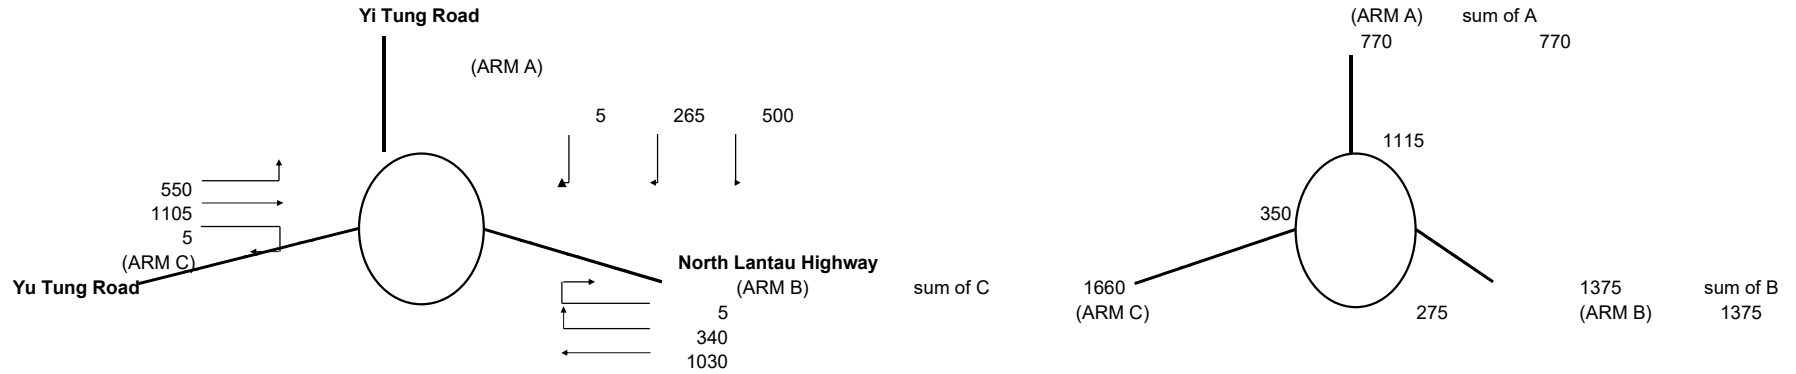 Yi Tung Road
(ARM A)
5 265 500
550
1105
5
(ARM C)
Yu Tung Road
North Lantau Highway
(ARM B)
5
340
1030
(ARM A) sum of A
770 770
1115
350
sum of C 1660
(ARM C)
275
1375 sum of B
(ARM B) 1375